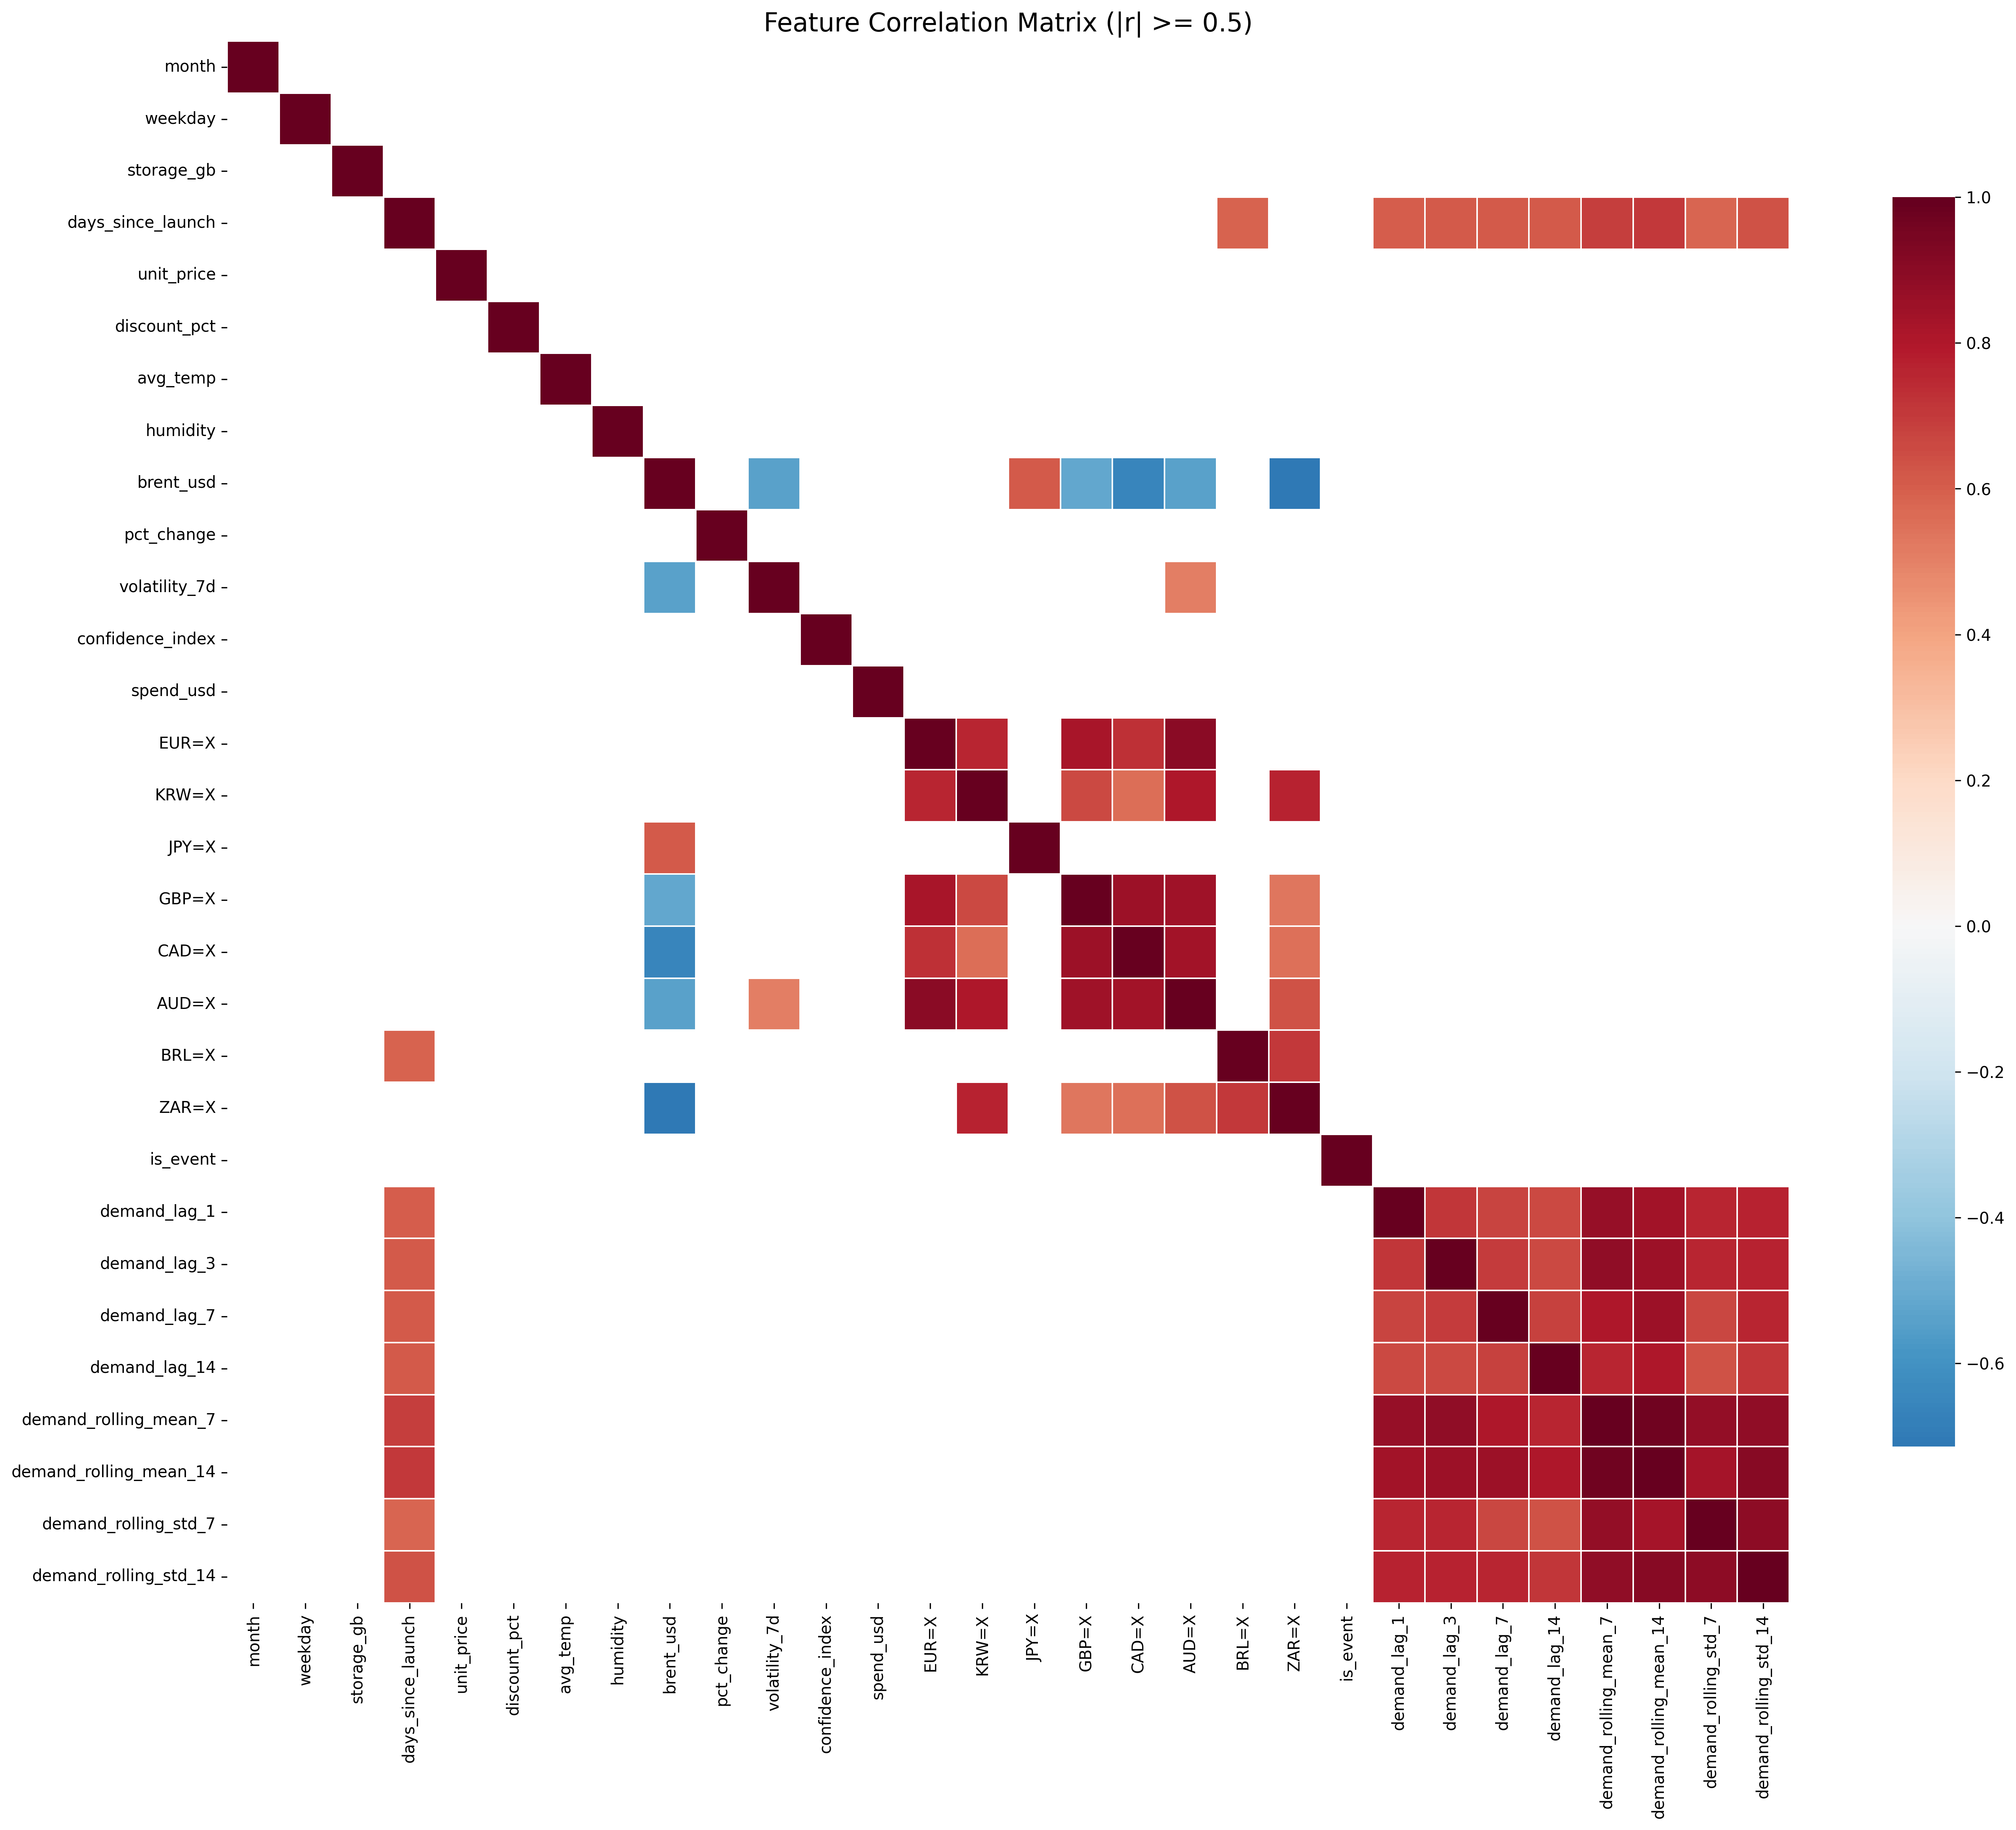 Feature Correlation Matrix (|r| >= 0.5)
month
weekday
storage_gb
days_since_launch
unit_price
discount_pct
avg_temp
humidity
brent_usd
pct_change
volatility_7d
confidence_index
spend_usd
EUR=X
KRW=X
JPY=X
GBP=X
CAD=X
AUD=X
BRL=X
ZAR=X
is_event
demand_lag_1
demand_lag_3
demand_lag_7
demand_lag_14
demand_rolling_mean_7
demand_rolling_mean_14
demand_rolling_std_7
demand_rolling_std_14
month
weekday
storage_gb
days_since_launch
unit_price
discount_pct
avg_temp
humidity
brent_usd
pct_change
volatility_7d
confidence_index
spend_usd
EUR=X
KRW=X
JPY=X
GBP=X
CAD=X
AUD=X
BRL=X
ZAR=X
is_event
demand_lag_1
demand_lag_3
demand_lag_7
demand_lag_14
demand_rolling_mean_7
demand_rolling_mean_14
demand_rolling_std_7
demand_rolling_std_14
1.0
0.8
0.6
0.4
0.2
0.0
−0.2
−0.4
−0.6